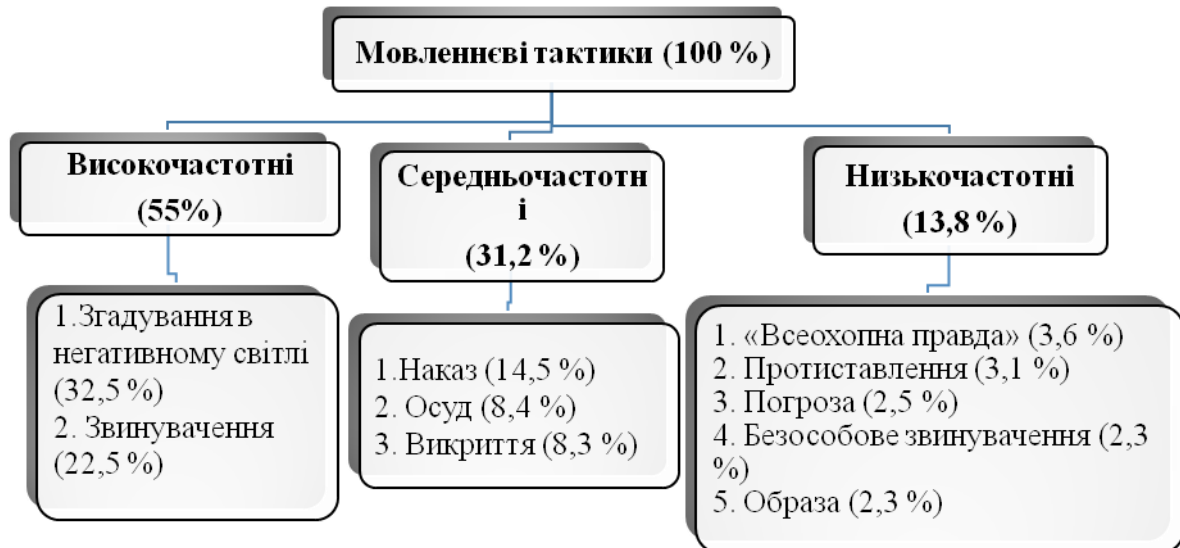 Мовленнєві тактики (100 %)
Високочастотні
(55%)
Середньочастотн
і
(31,2 %)
Низькочастотні
(13,8 %)
1.Згадування в
негативному світлі
(32,5 %)
2. Звинувачення
(22,5 %)
1.Наказ (14,5 %)
2. Осуд (8,4 %)
3. Викриття (8,3 %)
1. «Всеохопна правда» (3,6 %)
2. Протиставлення (3,1 %)
3. Погроза (2,5 %)
4. Безособове звинувачення (2,3
%)
5. Образа (2,3 %)